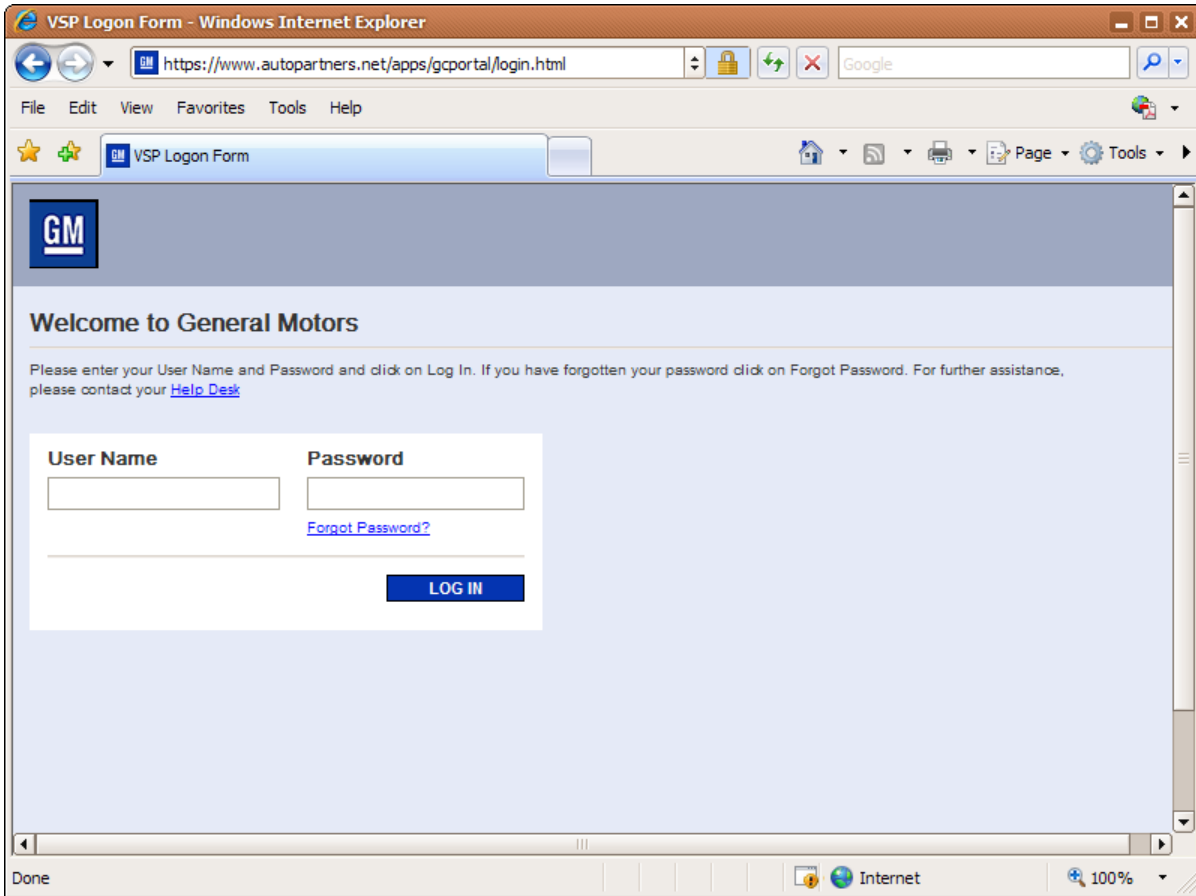 VSP Logon Form - Windows Internet Explorer
GM https://www.autopartners.net/apps/gcportal/login.html Google
File Edit View Favorites Tools Help
GM VSP Logon Form Page Tools
GM
Welcome to General Motors
Please enter your User Name and Password and click on Log In. If you have forgotten your password click on Forgot Password. For further assistance,
please contact your Help Desk
User Name Password
Forgot Password?
LOG IN
Done Internet 100%